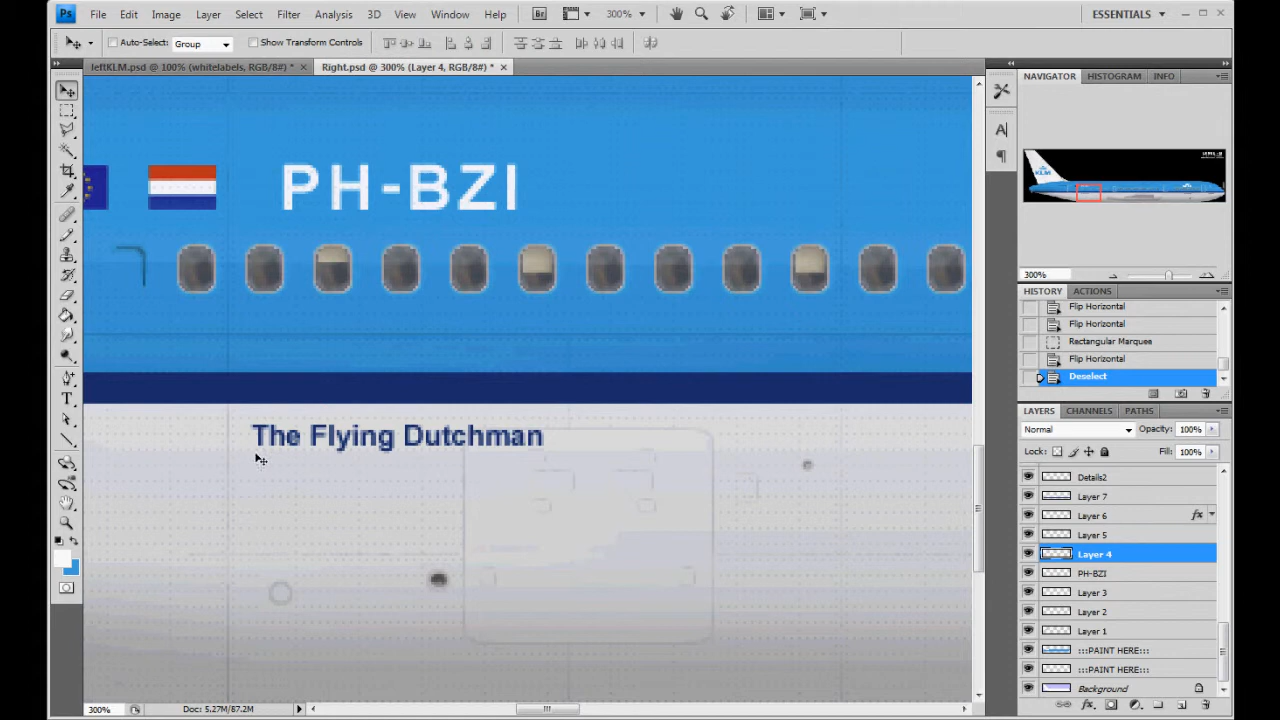 Ps File Edit Image Layer Select Filter Analysis 3D View Window Help Br 300% ESSENTIALS
Auto-Select: Group Show Transform Controls
leftKLM.psd @ 100% (whitelabels, RGB/8#) * Right.psd @ 300% (Layer 4, RGB/8#) *
NAVIGATOR HISTOGRAM INFO
PH-BZI
KLM
300%
HISTORY ACTIONS
Flip Horizontal
Flip Horizontal
Rectangular Marquee
Flip Horizontal
Deselect
The Flying Dutchman
LAYERS CHANNELS PATHS
Normal Opacity: 100%
Lock: Fill: 100%
Details2
Layer 7
Layer 6 fx
Layer 5
Layer 4
PH-BZI
Layer 3
Layer 2
Layer 1
:::PAINT HERE:::
:::PAINT HERE:::
Background
300% Doc: 5.27M/87.2M